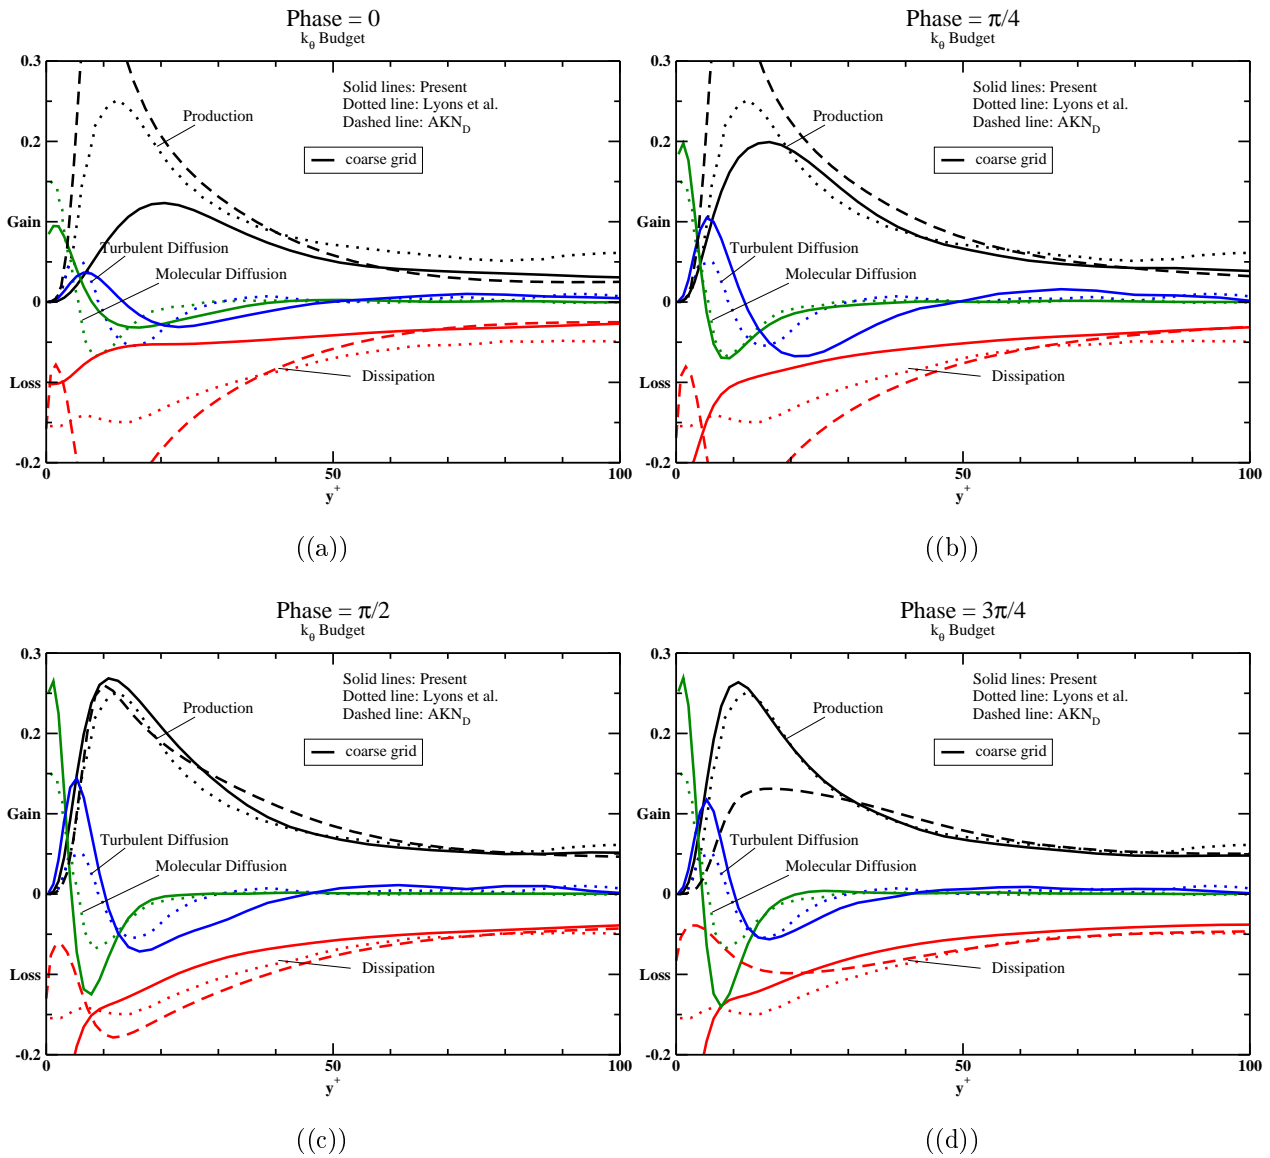 Phase = 0
kθ Budget
0.3
0.2
Gain
0
Loss
-0.2
0
50
100
y+
Solid lines: Present
Dotted line: Lyons et al.
Dashed line: AKND
coarse grid
Production
Turbulent Diffusion
Molecular Diffusion
Dissipation
((a))
Phase = π/4
kθ Budget
0.3
0.2
Gain
0
Loss
-0.2
0
50
100
y+
Solid lines: Present
Dotted line: Lyons et al.
Dashed line: AKND
coarse grid
Production
Turbulent Diffusion
Molecular Diffusion
Dissipation
((b))
Phase = π/2
kθ Budget
0.3
0.2
Gain
0
Loss
-0.2
0
50
100
y+
Solid lines: Present
Dotted line: Lyons et al.
Dashed line: AKND
coarse grid
Production
Turbulent Diffusion
Molecular Diffusion
Dissipation
((c))
Phase = 3π/4
kθ Budget
0.3
0.2
Gain
0
Loss
-0.2
0
50
100
y+
Solid lines: Present
Dotted line: Lyons et al.
Dashed line: AKND
coarse grid
Production
Turbulent Diffusion
Molecular Diffusion
Dissipation
((d))